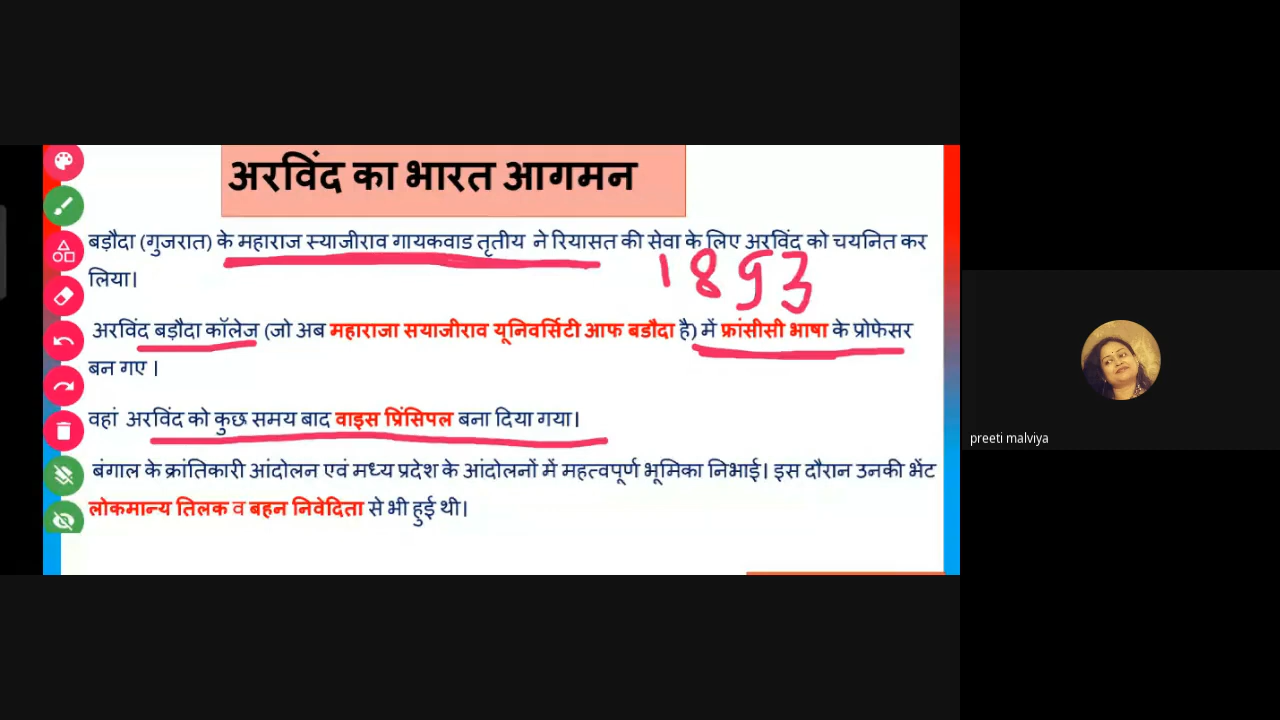 अरविंद का भारत आगमन
बड़ौदा (गुजरात) के महाराज स्याजीराव गायकवाड तृतीय ने रियासत की सेवा के लिए अरविंद को चयनित कर
लिया।
1893
अरविंद बड़ौदा कॉलेज (जो अब महाराजा सयाजीराव यूनिवर्सिटी आफ बडौदा है) में फ्रांसीसी भाषा के प्रोफेसर
बन गए ।
वहां अरविंद को कुछ समय बाद वाइस प्रिंसिपल बना दिया गया।
बंगाल के क्रांतिकारी आंदोलन एवं मध्य प्रदेश के आंदोलनों में महत्वपूर्ण भूमिका निभाई। इस दौरान उनकी भेंट
लोकमान्य तिलक व बहन निवेदिता से भी हुई थी।
preeti malviya